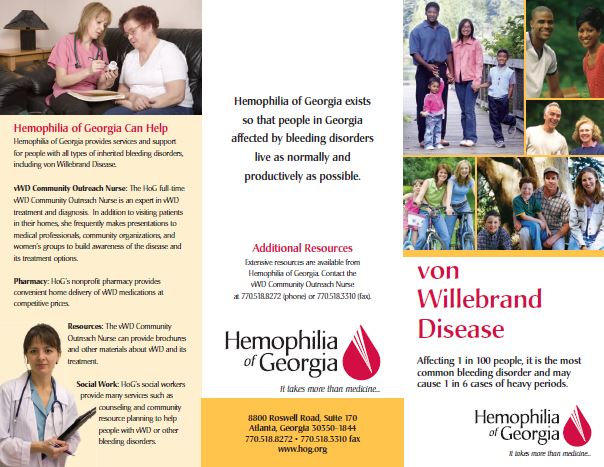 Hemophilia of Georgia Can Help
Hemophilia of Georgia provides services and support
for people with all types of inherited bleeding disorders,
including von Willebrand Disease.
vWD Community Outreach Nurse: The HoG full-time
vWD Community Outreach Nurse is an expert in vWD
treatment and diagnosis. In addition to visiting patients
in their homes, she frequently makes presentations to
medical professionals, community organizations, and
women's groups to build awareness of the disease and
its treatment options.
Pharmacy: HoG's nonprofit pharmacy provides
convenient home delivery of vWD medications at
competitive prices.
Resources: The vWD Community
Outreach Nurse can provide brochures
and other materials about vWD and its
treatment.
Social Work: HoG's social workers
provide many services such as
counseling and community
resource planning to help
people with vWD or other
bleeding disorders.
Hemophilia of Georgia exists
so that people in Georgia
affected by bleeding disorders
live as normally and
productively as possible.
Additional Resources
Extensive resources are available from
Hemophilia of Georgia. Contact the
vWD Community Outreach Nurse
at 770.518.8272 (phone) or 770.518.3310 (fax).
Hemophilia
of Georgia
It takes more than medicine...
8800 Roswell Road, Suite 170
Atlanta, Georgia 30350-1844
770.518.8272 • 770.518.3310 fax
www.hog.org
von
Willebrand
Disease
Affecting 1 in 100 people, it is the most
common bleeding disorder and may
cause 1 in 6 cases of heavy periods.
Hemophilia
of Georgia
It takes more than medicine...